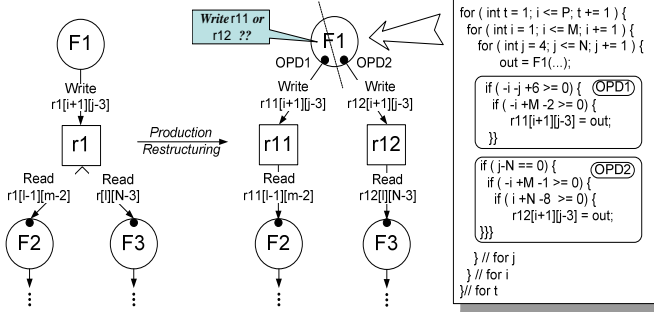 F1
Write
r1[i+1][j-3]
r1
Read
r1[l-1][m-2]
Read
r[l][N-3]
F2
F3
Production
Restructuring
Write r11 or
r12 ??
F1
OPD1
OPD2
Write
r11[i+1][j-3]
Write
r12[i+1][j-3]
r11
r12
Read
r11[l-1][m-2]
Read
r12[l][N-3]
F2
F3
for ( int t = 1; i <= P; t += 1 ) {
for ( int i = 1; i <= M; i += 1 ) {
for ( int j = 4; j <= N; j += 1 ) {
out = F1(...);
if ( -i -j +6 >= 0) { OPD1
if ( -i +M -2 >= 0) {
r11[i+1][j-3] = out;
}}
if ( j-N == 0) { OPD2
if ( -i +M -1 >= 0) {
if ( i +N -8 >= 0) {
r12[i+1][j-3] = out;
}}}
} // for j
} // for i
}// for t